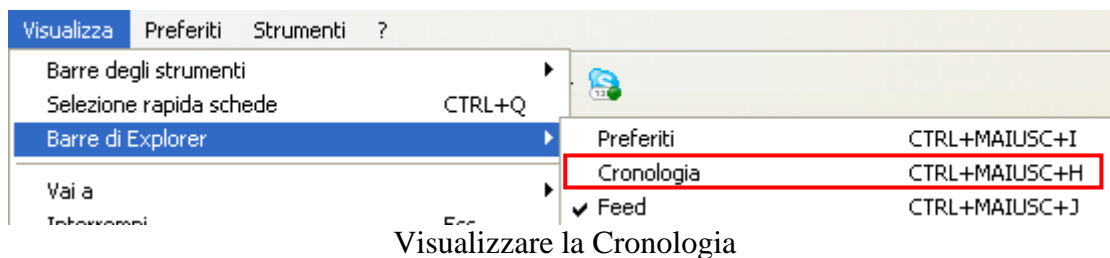 Visualizza Preferiti Strumenti ?
Barre degli strumenti
Selezione rapida schede CTRL+Q
Barre di Explorer
Preferiti CTRL+MAIUSC+I
Cronologia CTRL+MAIUSC+H
Vai a
Feed CTRL+MAIUSC+J
Visualizzare la Cronologia